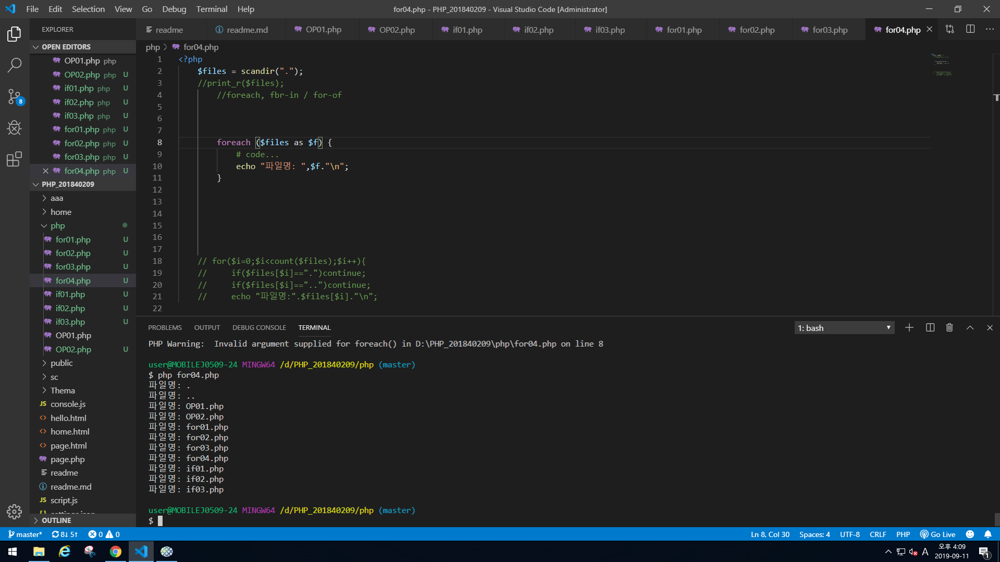 File Edit Selection View Go Debug Terminal Help
for04.php - PHP_201840209 - Visual Studio Code [Administrator]
EXPLORER
readme
readme.md
OP01.php
OP02.php
if01.php
if02.php
if03.php
for01.php
for02.php
for03.php
for04.php
OPEN EDITORS
OP01.php php
OP02.php php U
if01.php php U
if02.php php U
if03.php php U
for01.php php U
for02.php php U
for03.php php U
for04.php php U
8
PHP_201840209
aaa
home
php
for01.php U
for02.php U
for03.php U
for04.php U
if01.php U
if02.php U
if03.php U
OP01.php
OP02.php U
public
sc
Thema
JS console.js
hello.html
home.html
page.html
page.php
readme
readme.md
JS script.js
OUTLINE
php > for04.php
1 <?php
2 $files = scandir(".");
3 //print_r($files);
4 //foreach, fbr-in / for-of
5
6
7
8 foreach ($files as $f) {
9 # code...
10 echo "파일명: ",$f."\n";
11 }
12
13
14
15
16
17
18 // for($i=0;$i<count($files);$i++){
19 // if($files[$i]==".")continue;
20 // if($files[$i]=="..")continue;
21 // echo "파일명:".$files[$i]."\n";
22
PROBLEMS OUTPUT DEBUG CONSOLE TERMINAL
1: bash
PHP Warning: Invalid argument supplied for foreach() in D:\PHP_201840209\php\for04.php on line 8
user@MOBILEJ0509-24 MINGW64 /d/PHP_201840209/php (master)
$ php for04.php
파일명: .
파일명: ..
파일명: OP01.php
파일명: OP02.php
파일명: for01.php
파일명: for02.php
파일명: for03.php
파일명: for04.php
파일명: if01.php
파일명: if02.php
파일명: if03.php
user@MOBILEJ0509-24 MINGW64 /d/PHP_201840209/php (master)
$
master* 8↓ 5↑ 0 0
Ln 8, Col 30 Spaces: 4 UTF-8 CRLF PHP Go Live
A
오후 4:09
2019-09-11
1